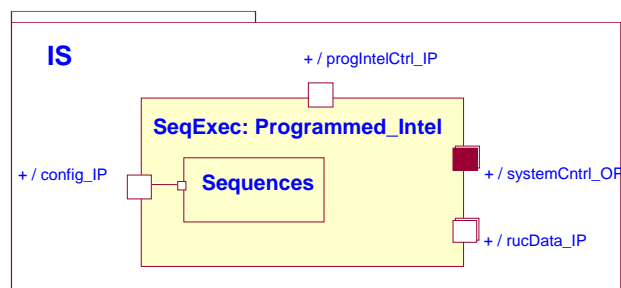 IS
+ / progIntelCtrl_IP
SeqExec: Programmed_Intel
+ / config_IP
Sequences
+ / systemCntrl_OP
+ / rucData_IP